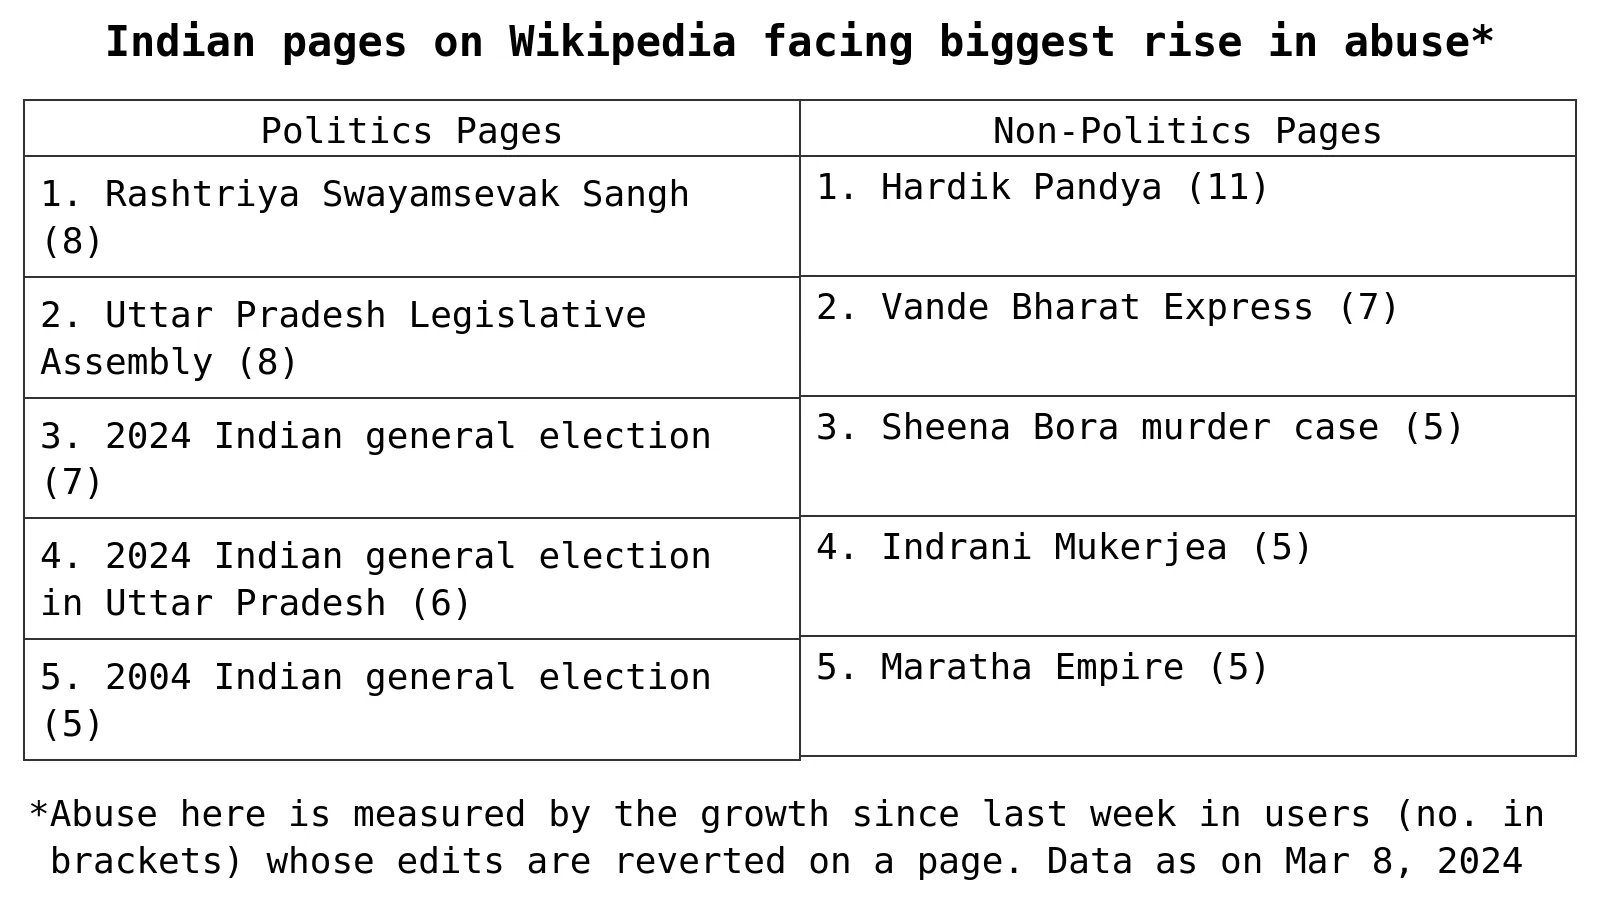 Indian pages on Wikipedia facing biggest rise in abuse*
Politics Pages
Non-Politics Pages
1. Rashtriya Swayamsevak Sangh
(8)
1. Hardik Pandya (11)
2. Uttar Pradesh Legislative
Assembly (8)
2. Vande Bharat Express (7)
3. 2024 Indian general election
(7)
3. Sheena Bora murder case (5)
4. 2024 Indian general election
in Uttar Pradesh (6)
4. Indrani Mukerjea (5)
5. 2004 Indian general election
(5)
5. Maratha Empire (5)
*Abuse here is measured by the growth since last week in users (no. in
brackets) whose edits are reverted on a page. Data as on Mar 8, 2024